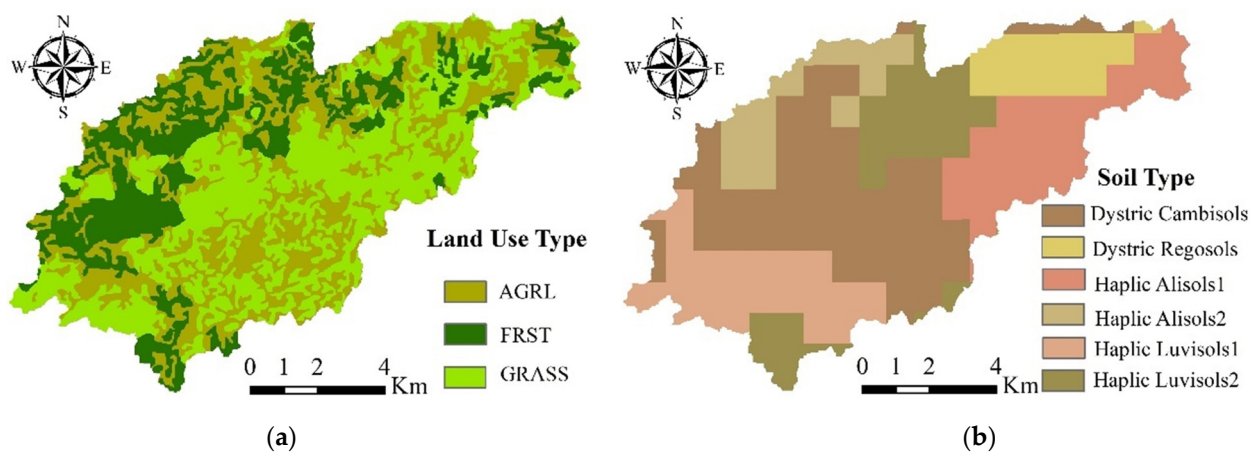 N
W E
S
Land Use Type
AGRL
FRST
GRASS
0 1 2 4
Km
(a)
N
W E
S
Soil Type
Dystric Cambisols
Dystric Regosols
Haplic Alisols1
Haplic Alisols2
Haplic Luvisols1
Haplic Luvisols2
0 1 2 4
Km
(b)